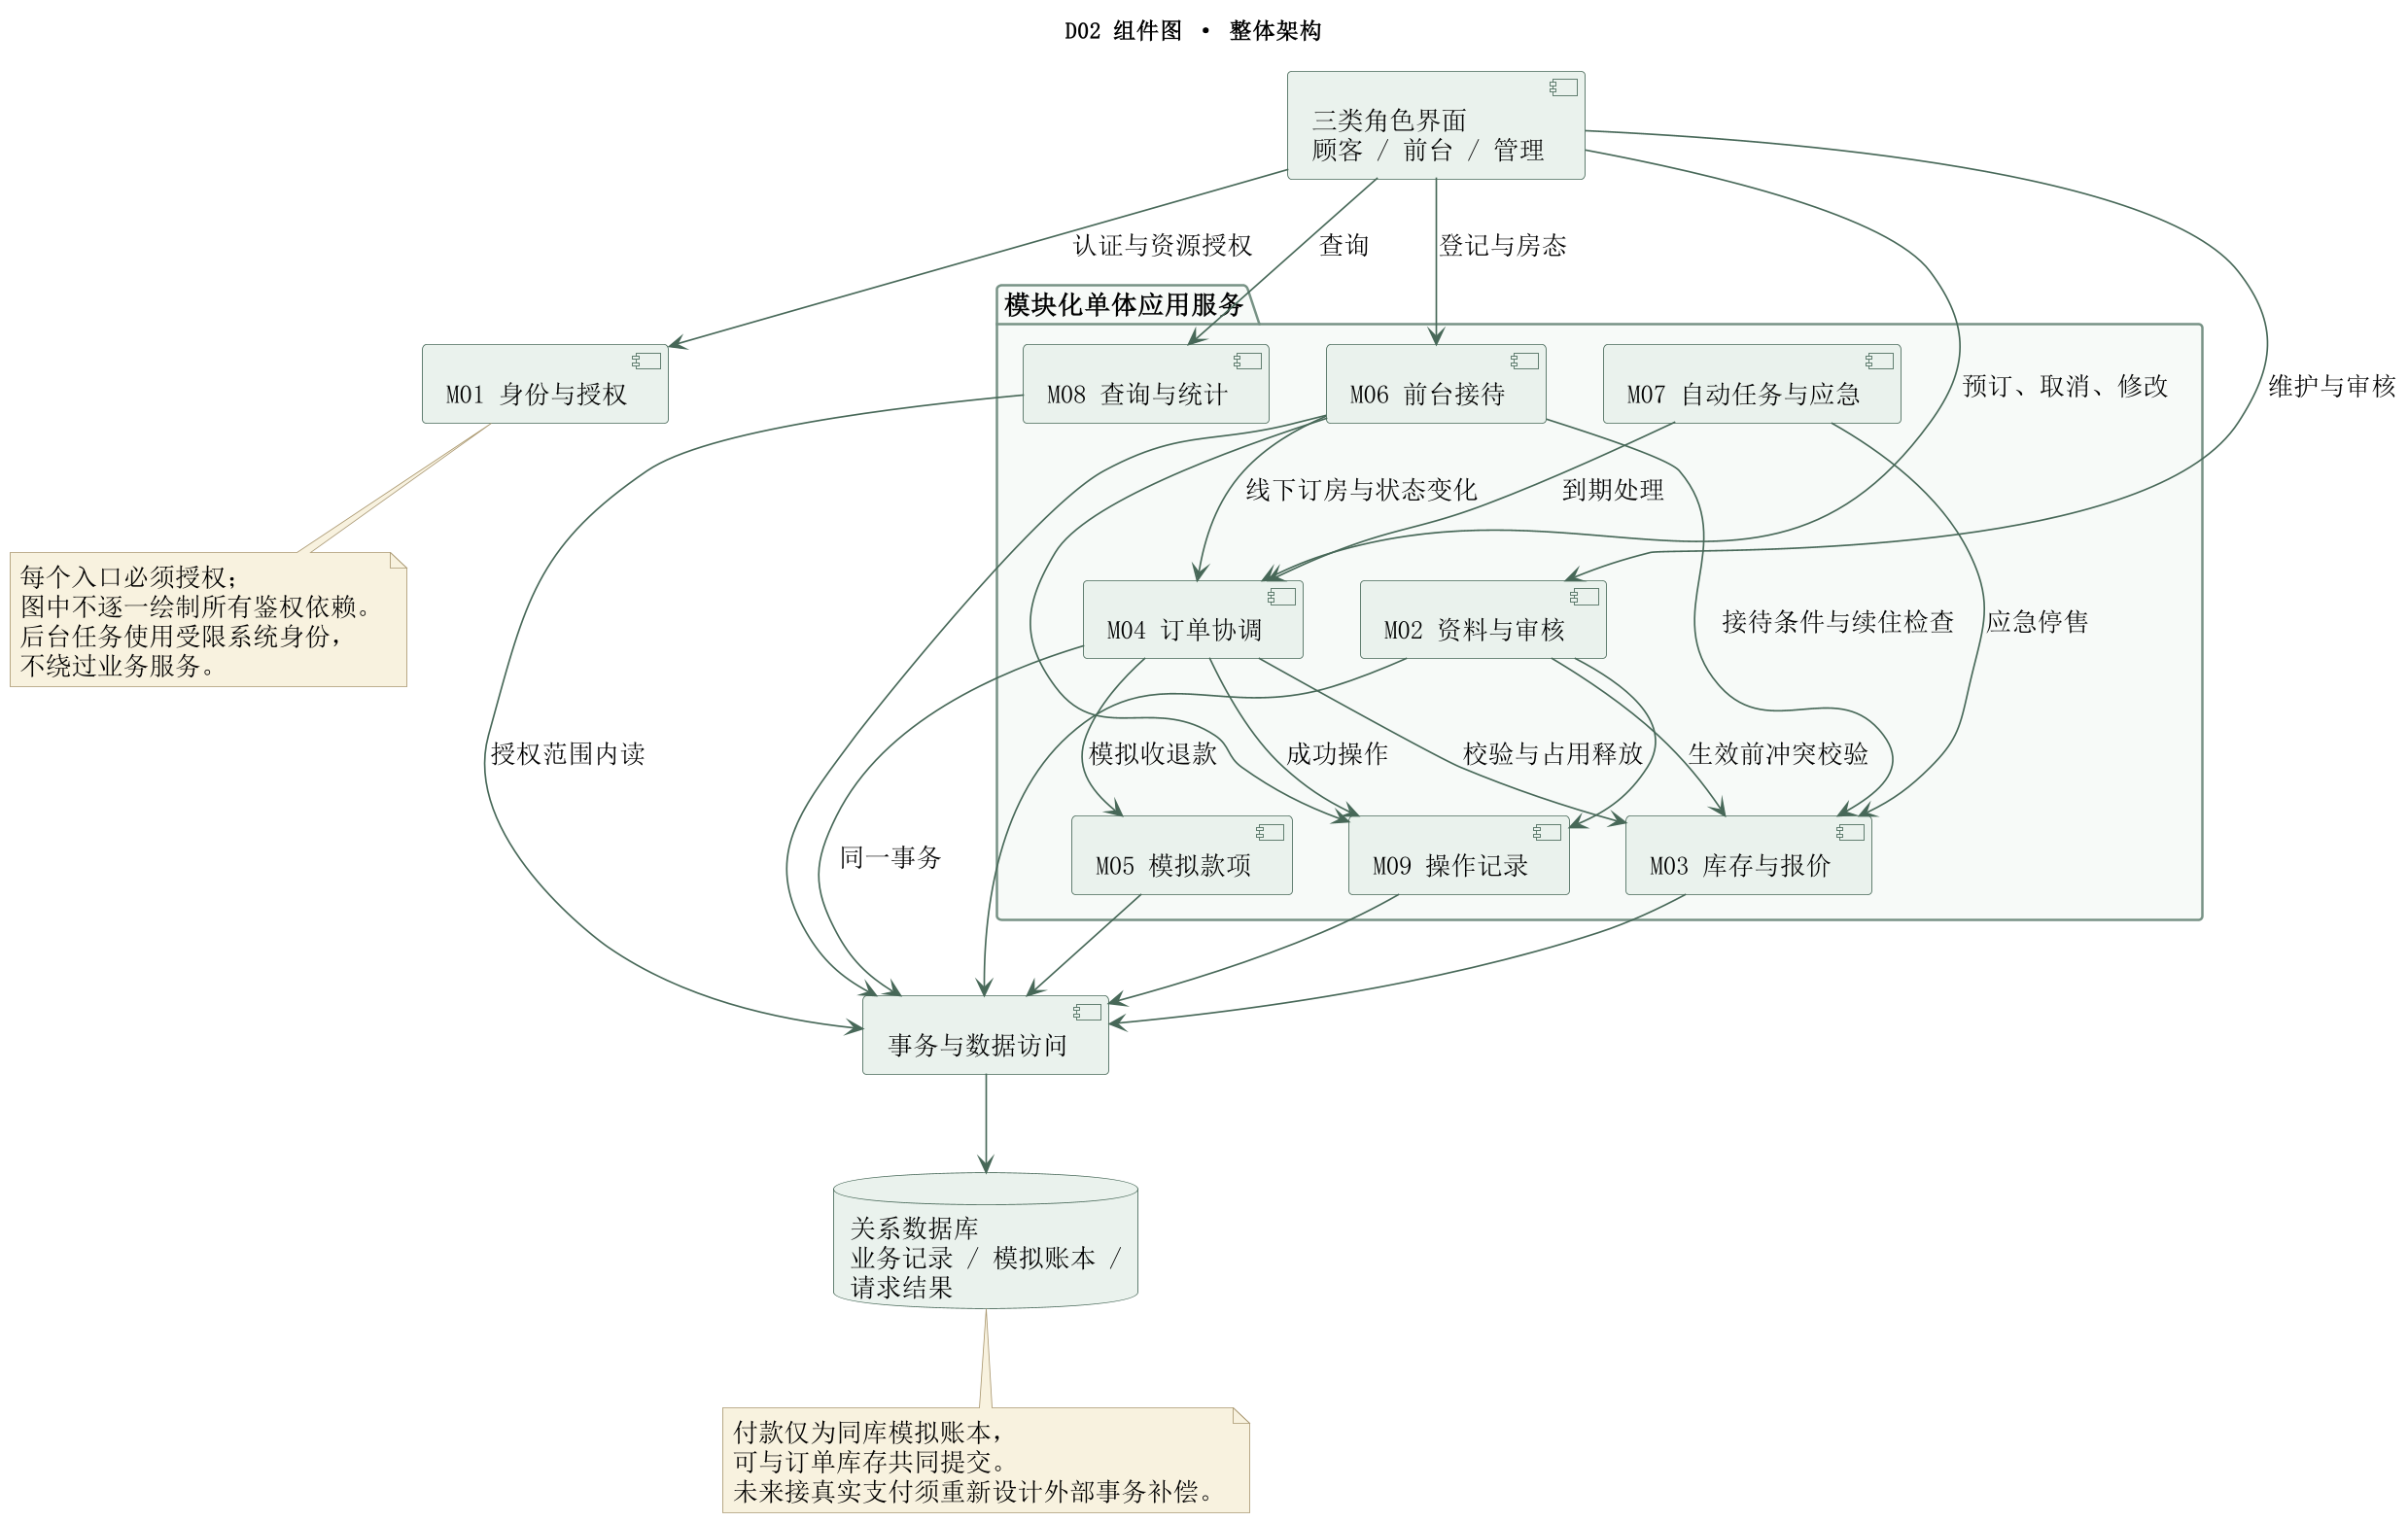 D02 组件图 · 整体架构
三类角色界面
顾客 / 前台 / 管理
认证与资源授权
查询
登记与房态
模块化单体应用服务
M01 身份与授权
M08 查询与统计
M06 前台接待
M07 自动任务与应急
预订、取消、修改
维护与审核
线下订房与状态变化
到期处理
每个入口必须授权；
图中不逐一绘制所有鉴权依赖。
后台任务使用受限系统身份，
不绕过业务服务。
M04 订单协调
M02 资料与审核
接待条件与续住检查
应急停售
授权范围内读
模拟收退款
成功操作
校验与占用释放
生效前冲突校验
同一事务
M05 模拟款项
M09 操作记录
M03 库存与报价
事务与数据访问
关系数据库
业务记录 / 模拟账本 /
请求结果
付款仅为同库模拟账本，
可与订单库存共同提交。
未来接真实支付须重新设计外部事务补偿。